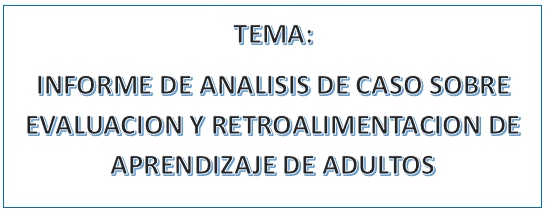 TEMA:
INFORME DE ANALISIS DE CASO SOBRE
EVALUACION Y RETROALIMENTACION DE
APRENDIZAJE DE ADULTOS